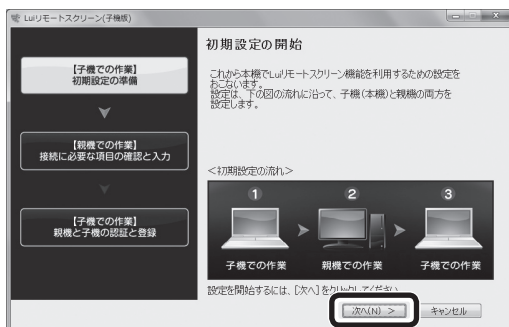 Luiリモートスクリーン(子機版)
【子機での作業】
初期設定の準備
【親機での作業】
接続に必要な項目の確認と入力
【子機での作業】
親機と子機の認証と登録
初期設定の開始
これから本機でLuiリモートスクリーン機能を利用するための設定を
おこないます。
設定は、下の図の流れに沿って、子機(本機)と親機の両方を
設定します。
＜初期設定の流れ＞
1 2 3
子機での作業 親機での作業 子機での作業
設定を開始するには、[次へ]をクリックしてください
次へ(N) > キャンセル